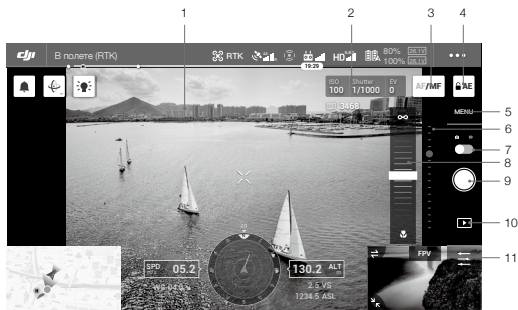 1 2 3 4
dji В полете (RTK) RTK HD 80% 26.1V
100% 26.1V
19:29
ISO Shutter EV
100 1/1000 0
AF/MF AE
3468
MENU 5
6
7
8
9
10
FPV 11
SPD 05.2 130.2 ALT
2.5 VS
1234.5 ASL